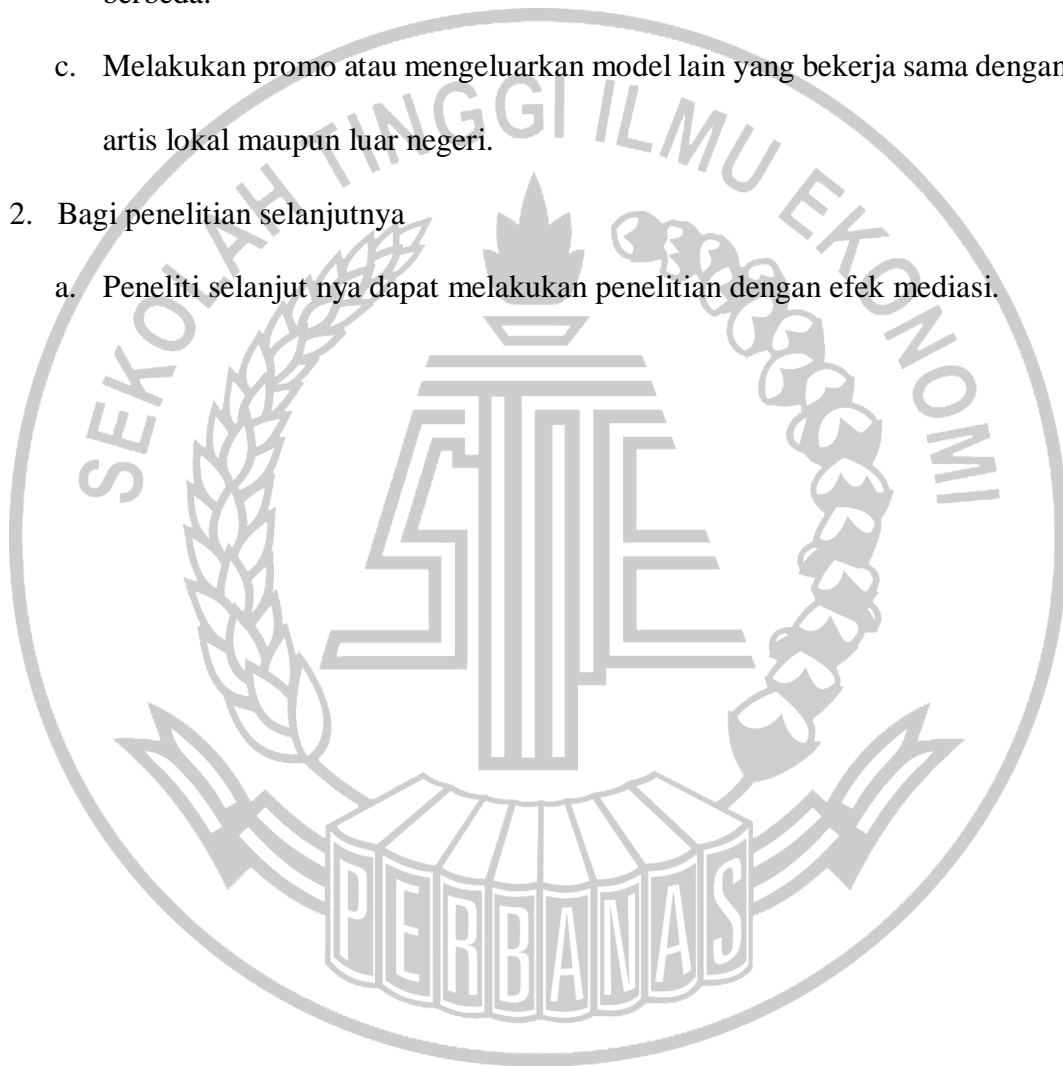 berbeda.
c. Melakukan promo atau mengeluarkan model lain yang bekerja sama dengan
artis lokal maupun luar negeri.
2. Bagi penelitian selanjutnya
a. Peneliti selanjut nya dapat melakukan penelitian dengan efek mediasi.
SEKOLAH TINGGI ILMU EKONOMI
STIE
PERBANAS